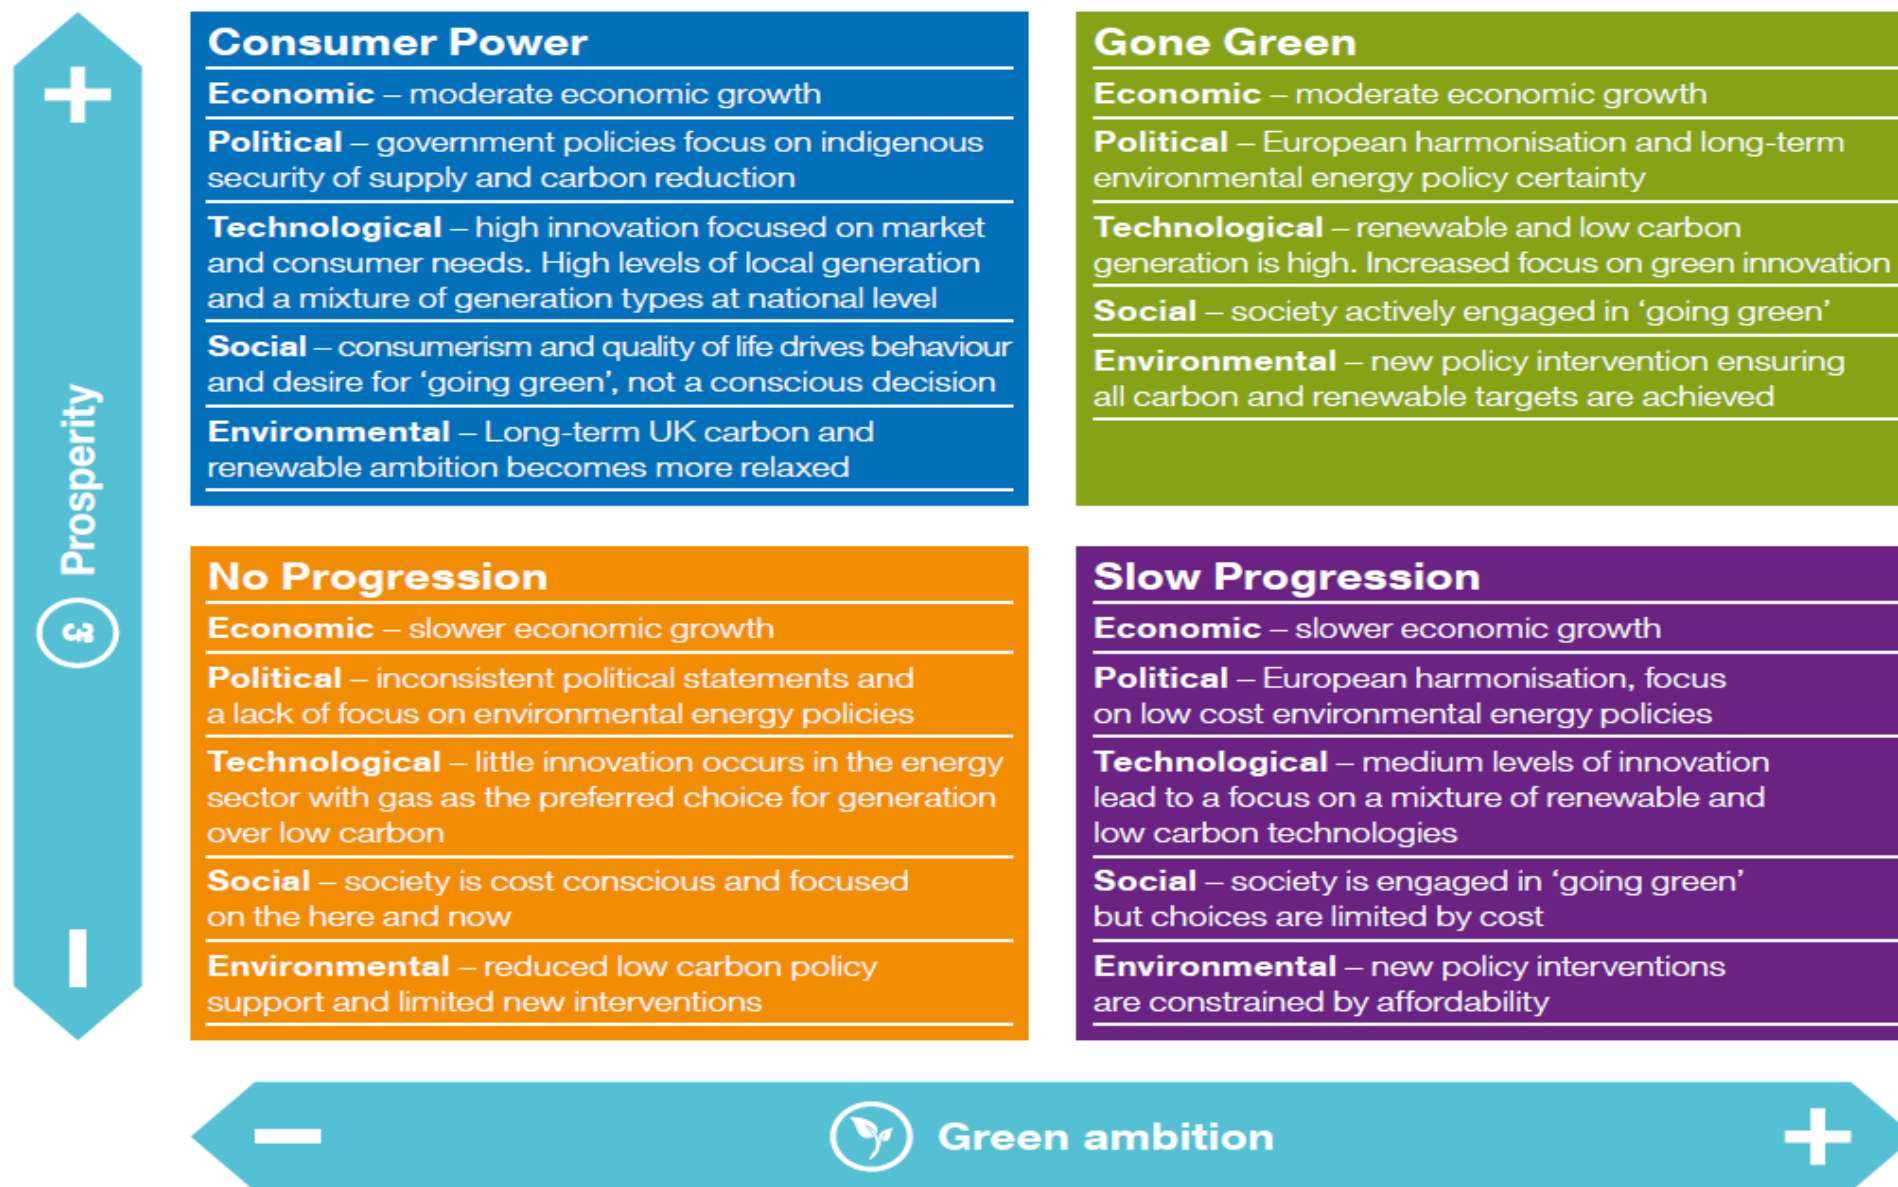 +
£ Prosperity
–
Consumer Power
Economic – moderate economic growth
Political – government policies focus on indigenous
security of supply and carbon reduction
Technological – high innovation focused on market
and consumer needs. High levels of local generation
and a mixture of generation types at national level
Social – consumerism and quality of life drives behaviour
and desire for ‘going green’, not a conscious decision
Environmental – Long-term UK carbon and
renewable ambition becomes more relaxed
Gone Green
Economic – moderate economic growth
Political – European harmonisation and long-term
environmental energy policy certainty
Technological – renewable and low carbon
generation is high. Increased focus on green innovation
Social – society actively engaged in ‘going green’
Environmental – new policy intervention ensuring
all carbon and renewable targets are achieved
No Progression
Economic – slower economic growth
Political – inconsistent political statements and
a lack of focus on environmental energy policies
Technological – little innovation occurs in the energy
sector with gas as the preferred choice for generation
over low carbon
Social – society is cost conscious and focused
on the here and now
Environmental – reduced low carbon policy
support and limited new interventions
Slow Progression
Economic – slower economic growth
Political – European harmonisation, focus
on low cost environmental energy policies
Technological – medium levels of innovation
lead to a focus on a mixture of renewable and
low carbon technologies
Social – society is engaged in ‘going green’
but choices are limited by cost
Environmental – new policy interventions
are constrained by affordability
– Green ambition +